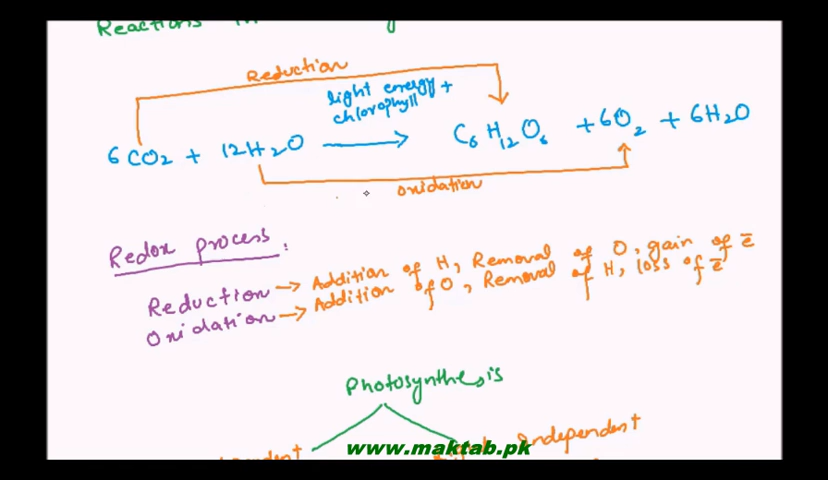 Reactions
Reduction
light energy +
chlorophyll
6CO₂ + 12H₂O → C₆H₁₂O₆ + 6O₂ + 6H₂O
oxidation
Redox process:
Reduction → Addition of H, Removal of O, gain of ē
Oxidation → Addition of O, Removal of H, loss of ē
Photosynthesis
Independent
www.maktab.pk